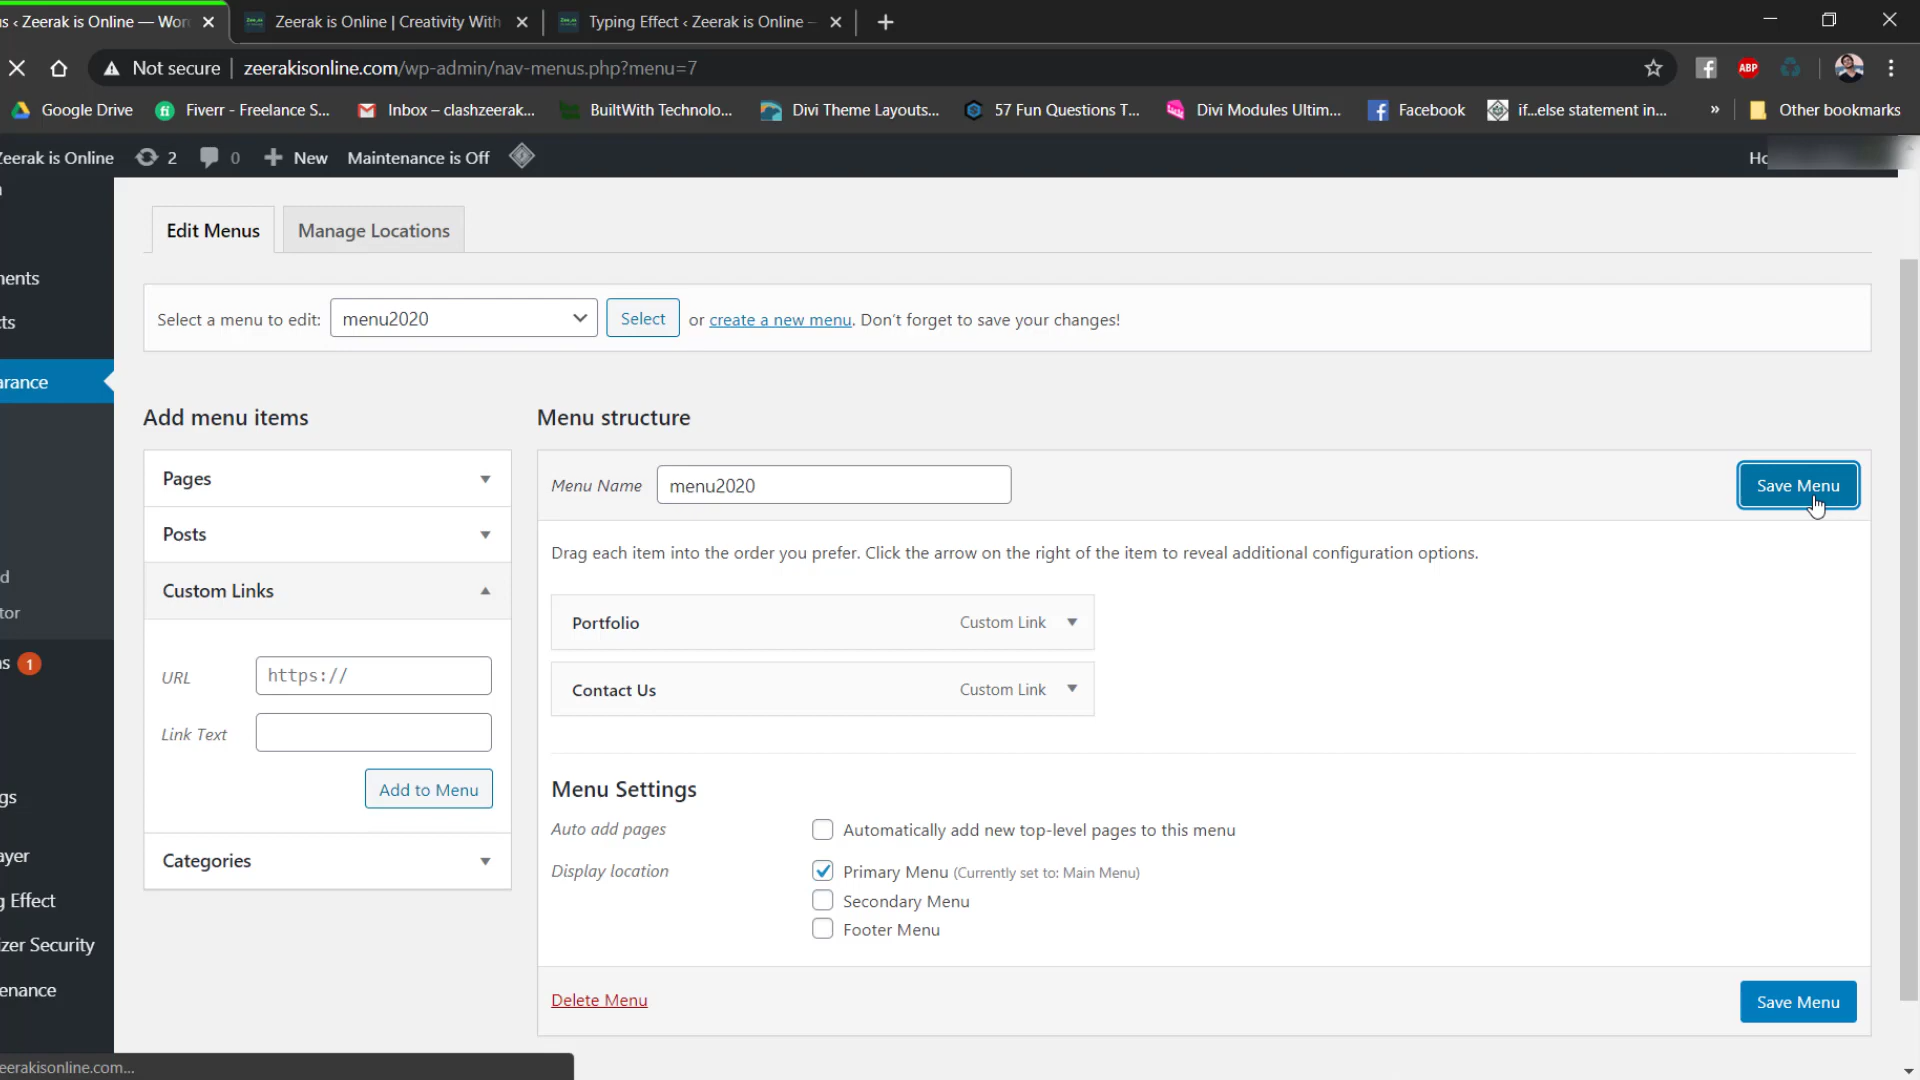 s ‹ Zeerak is Online — Wor
Zeerak is Online | Creativity With
Typing Effect ‹ Zeerak is Online –
Not secure
zeerakisonline.com/wp-admin/nav-menus.php?menu=7
ABP
Google Drive
Fiverr - Freelance S...
Inbox – clashzeerak...
BuiltWith Technolo...
Divi Theme Layouts...
57 Fun Questions T...
Divi Modules Ultim...
Facebook
if...else statement in...
»
Other bookmarks
Zeerak is Online
2
0
New
Maintenance is Off
Ho
Edit Menus
Manage Locations
ments
cts
Select a menu to edit:
menu2020
Select
or create a new menu. Don't forget to save your changes!
arance
Add menu items
Menu structure
Pages
Menu Name
menu2020
Save Menu
Posts
Drag each item into the order you prefer. Click the arrow on the right of the item to reveal additional configuration options.
d
Custom Links
tor
Portfolio
Custom Link
s 1
URL
https://
Contact Us
Custom Link
Link Text
Add to Menu
Menu Settings
gs
Auto add pages
Automatically add new top-level pages to this menu
ayer
Categories
Display location
Primary Menu (Currently set to: Main Menu)
g Effect
Secondary Menu
Footer Menu
izer Security
enance
Delete Menu
Save Menu
eerakisonline.com...